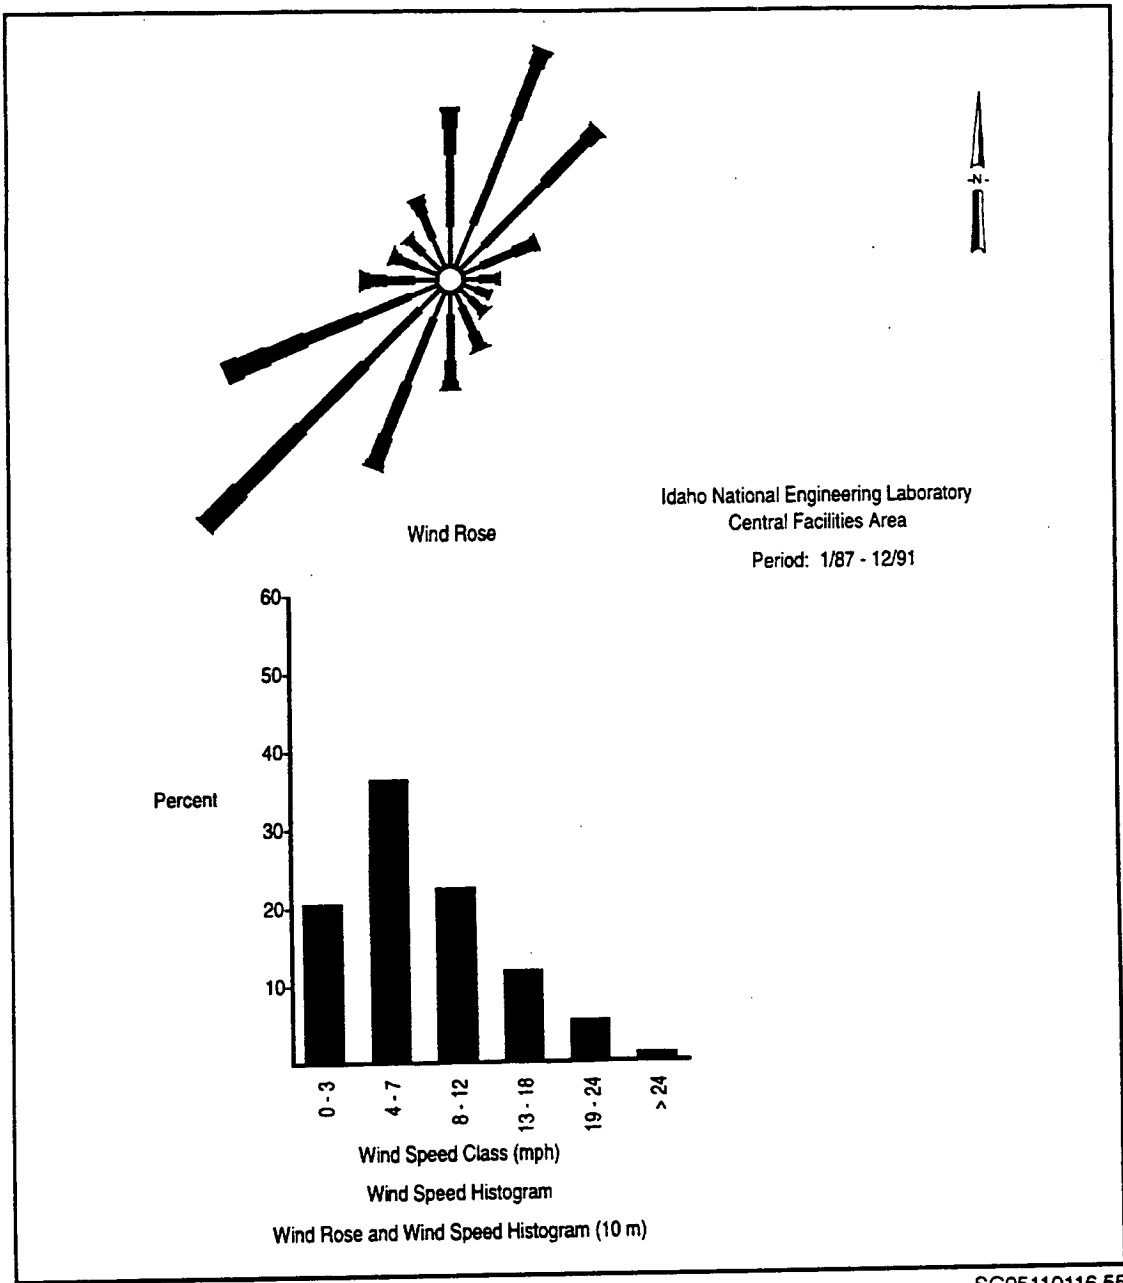 -N-
Wind Rose
Idaho National Engineering Laboratory
Central Facilities Area
Period: 1/87 - 12/91
60
50
40
30
20
10
Percent
0 - 3
4 - 7
8 - 12
13 - 18
19 - 24
> 24
Wind Speed Class (mph)
Wind Speed Histogram
Wind Rose and Wind Speed Histogram (10 m)